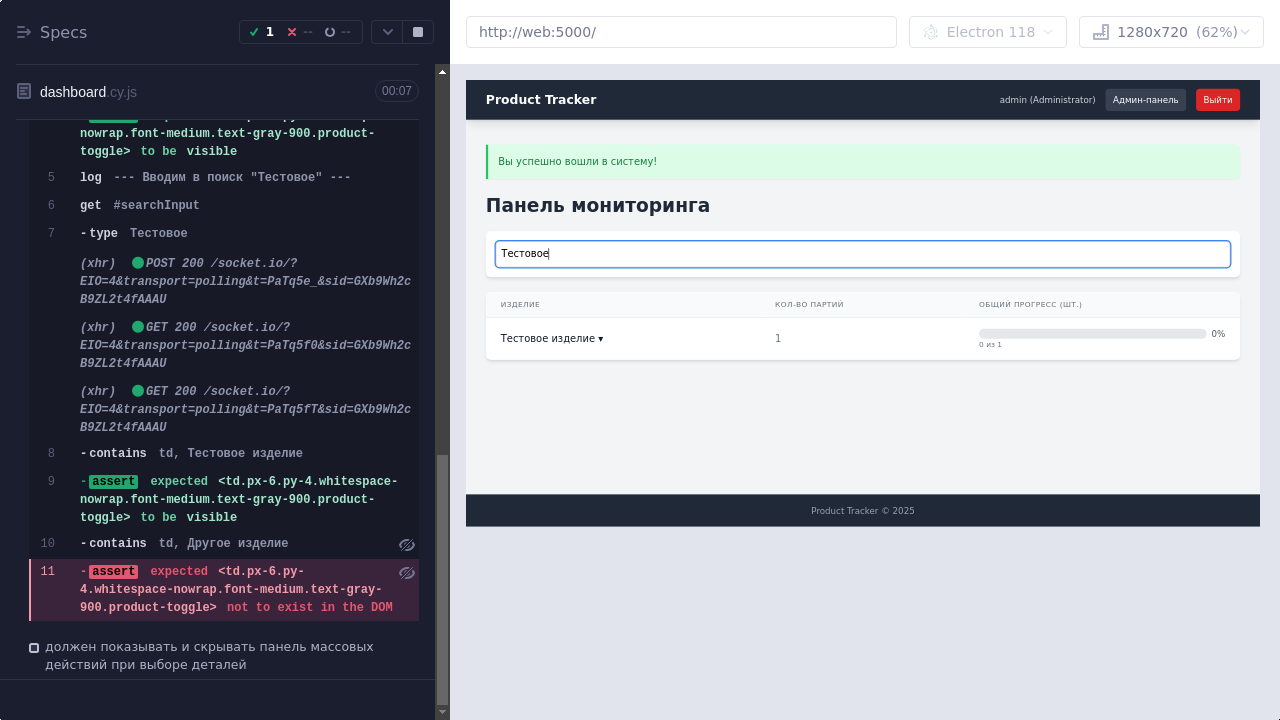 Specs
1
--
--
dashboard.cy.js
00:07
nowrap.font-medium.text-gray-900.product-
toggle> to be visible
5 log --- Вводим в поиск "Тестовое" ---
6 get #searchInput
7 -type Тестовое
(xhr) POST 200 /socket.io/?
EIO=4&transport=polling&t=PaTq5e_&sid=GXb9Wh2c
B9ZL2t4fAAAU
(xhr) GET 200 /socket.io/?
EIO=4&transport=polling&t=PaTq5f0&sid=GXb9Wh2c
B9ZL2t4fAAAU
(xhr) GET 200 /socket.io/?
EIO=4&transport=polling&t=PaTq5fT&sid=GXb9Wh2c
B9ZL2t4fAAAU
8 -contains td, Тестовое изделие
9 -assert expected <td.px-6.py-4.whitespace-
nowrap.font-medium.text-gray-900.product-
toggle> to be visible
10 -contains td, Другое изделие
11 -assert expected <td.px-6.py-
4.whitespace-nowrap.font-medium.text-gray-
900.product-toggle> not to exist in the DOM
должен показывать и скрывать панель массовых
действий при выборе деталей
http://web:5000/
Electron 118
1280x720 (62%)
Product Tracker
admin (Administrator)
Админ-панель
Выйти
Вы успешно вошли в систему!
Панель мониторинга
Тестовое
ИЗДЕЛИЕ
КОЛ-ВО ПАРТИЙ
ОБЩИЙ ПРОГРЕСС (ШТ.)
Тестовое изделие ▾
1
0%
0 из 1
Product Tracker © 2025